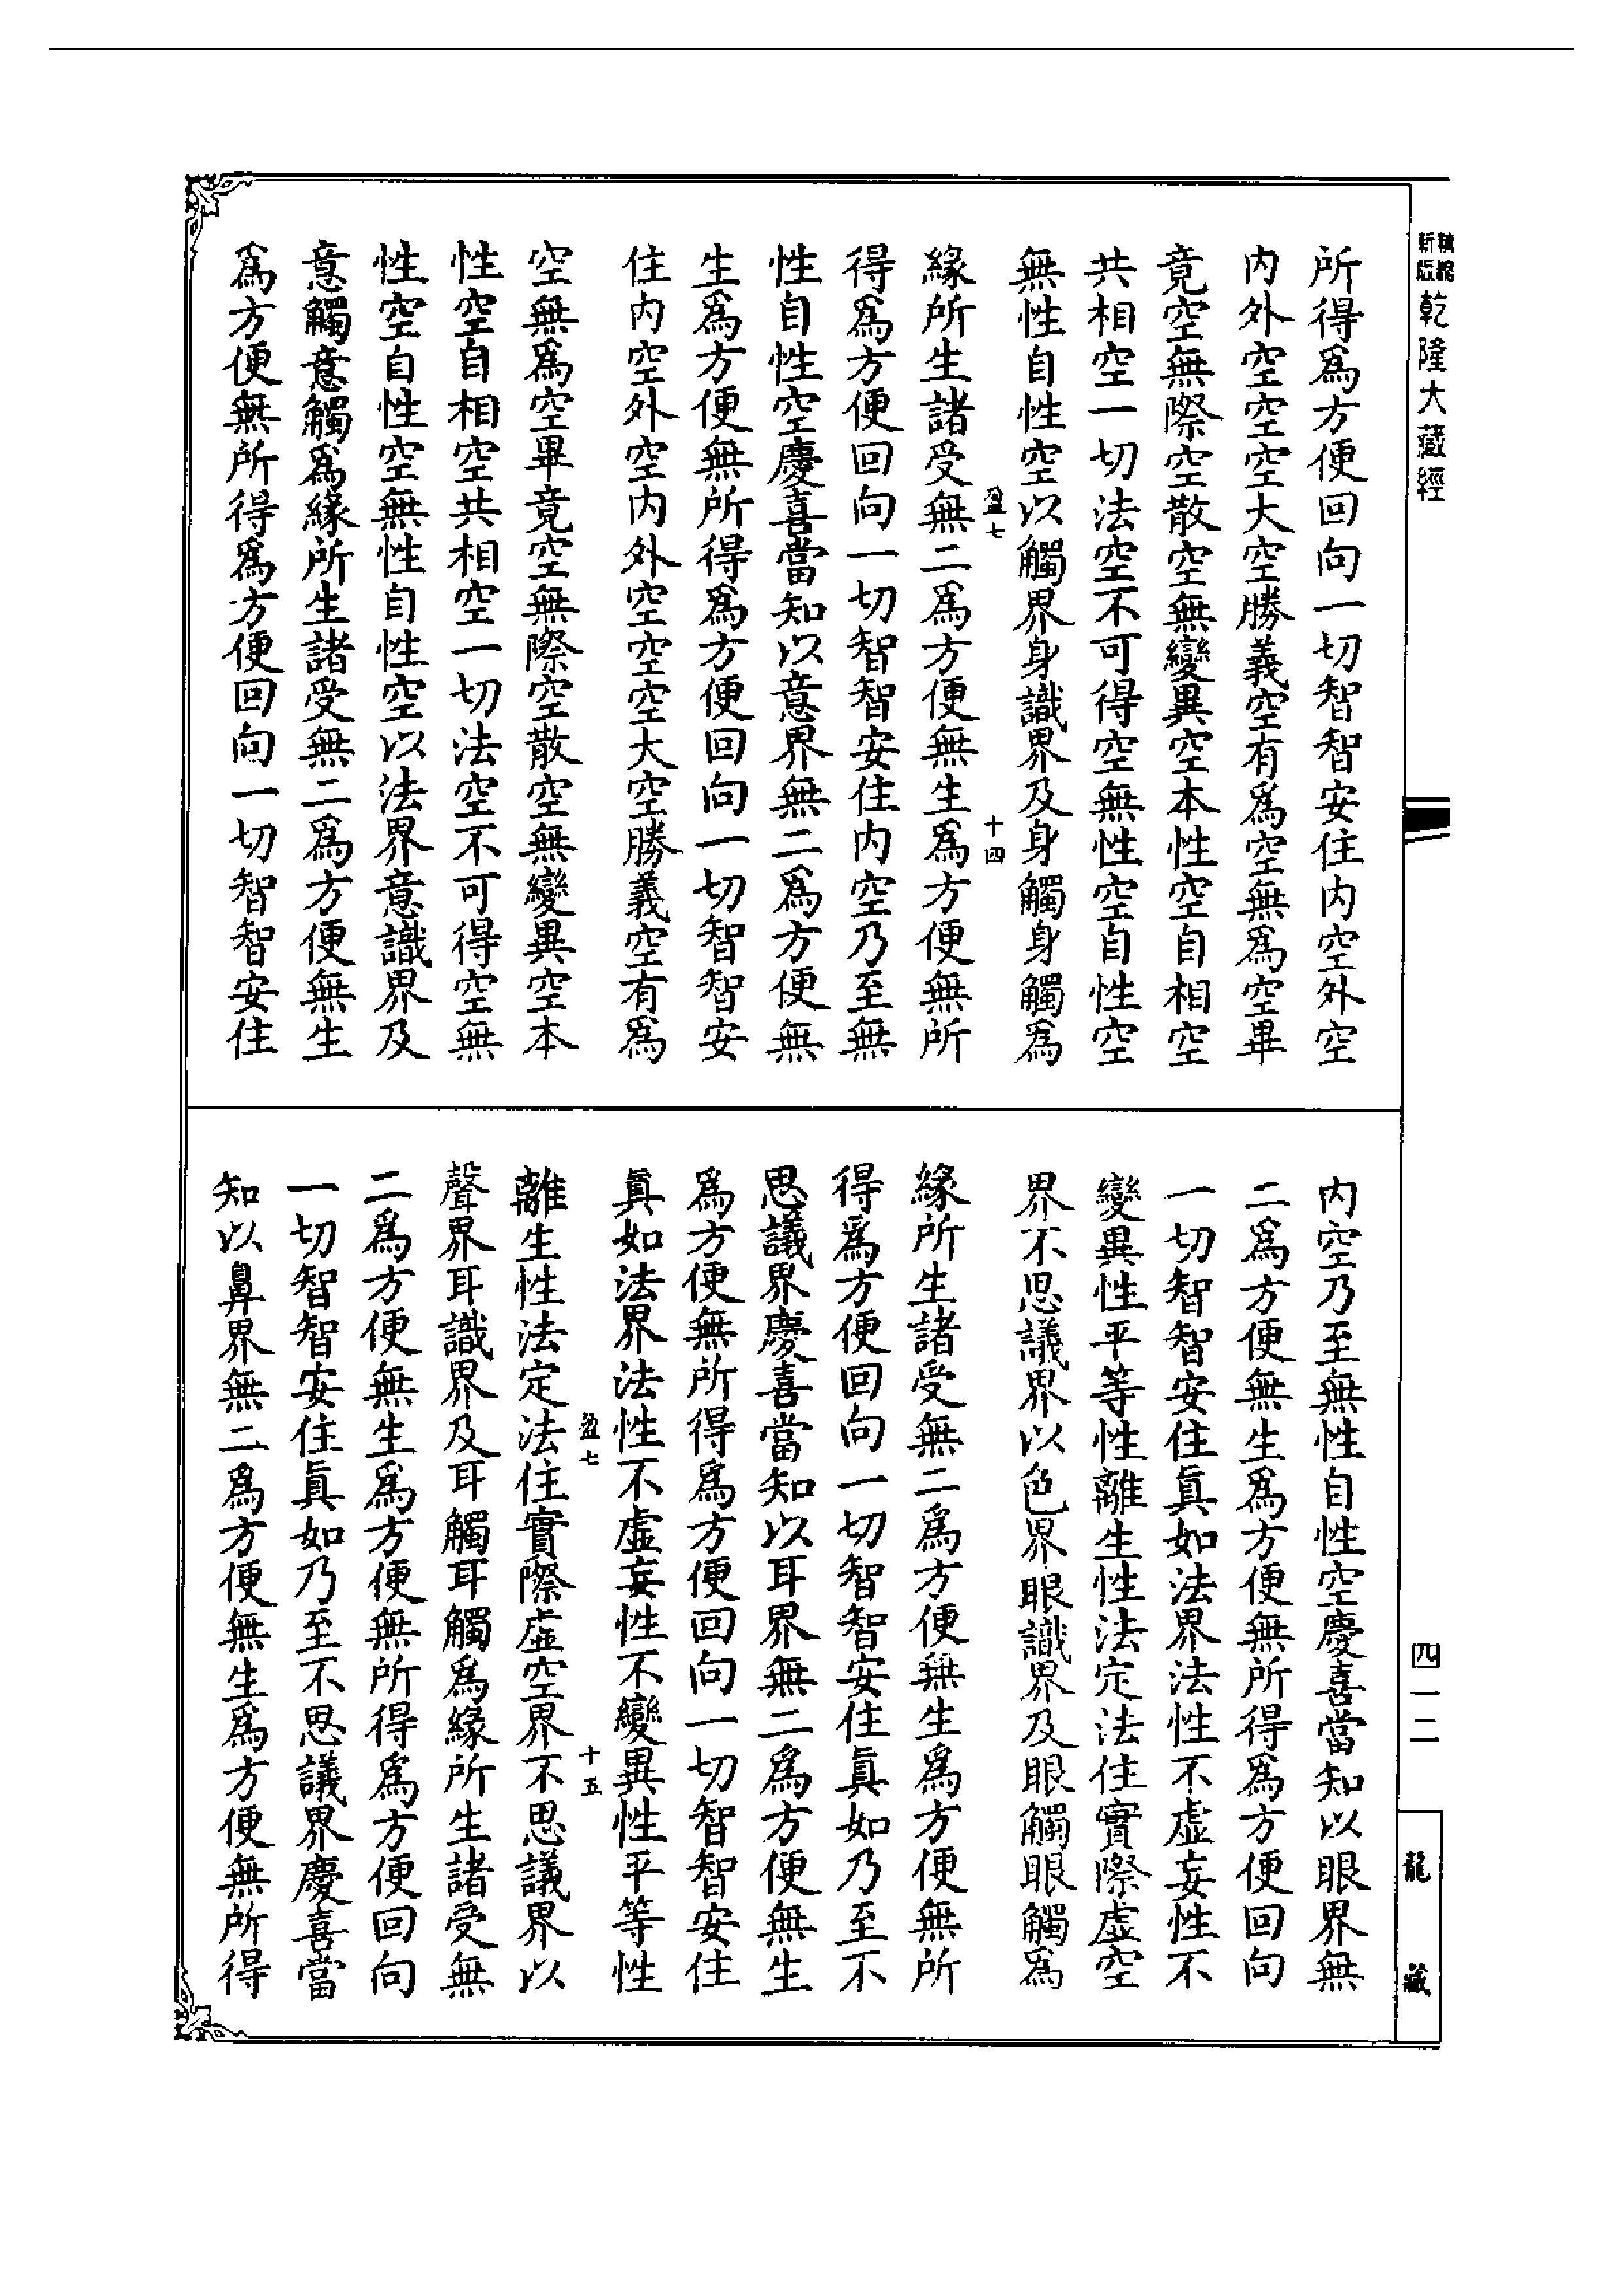 新版精縮乾隆大藏經
所得爲方便回向一切智智安住内空外空
内外空空空大空勝義空有爲空無爲空畢
竟空無際空散空無變異空本性空自相空
共相空一切法空不可得空無性空自性空
無性自性空以觸界身識界及身觸身觸爲
盈七 十四
緣所生諸受無二爲方便無生爲方便無所
得爲方便回向一切智智安住内空乃至無
性自性空慶喜當知以意界無二爲方便無
生爲方便無所得爲方便回向一切智智安
住内空外空内外空空空大空勝義空有爲
空無爲空畢竟空無際空散空無變異空本
性空自相空共相空一切法空不可得空無
性空自性空無性自性空以法界意識界及
意觸意觸爲緣所生諸受無二爲方便無生
爲方便無所得爲方便回向一切智智安住
内空乃至無性自性空慶喜當知以眼界無
二爲方便無生爲方便無所得爲方便回向
一切智智安住真如法界法性不虛妄性不
變異性平等性離生性法定法住實際虛空
界不思議界以色界眼識界及眼觸眼觸爲
緣所生諸受無二爲方便無生爲方便無所
得爲方便回向一切智智安住真如乃至不
思議界慶喜當知以耳界無二爲方便無生
爲方便無所得爲方便回向一切智智安住
真如法界法性不虛妄性不變異性平等性
盈七 十五
離生性法定法住實際虛空界不思議界以
聲界耳識界及耳觸耳觸爲緣所生諸受無
二爲方便無生爲方便無所得爲方便回向
一切智智安住真如乃至不思議界慶喜當
知以鼻界無二爲方便無生爲方便無所得
四一二
龍藏